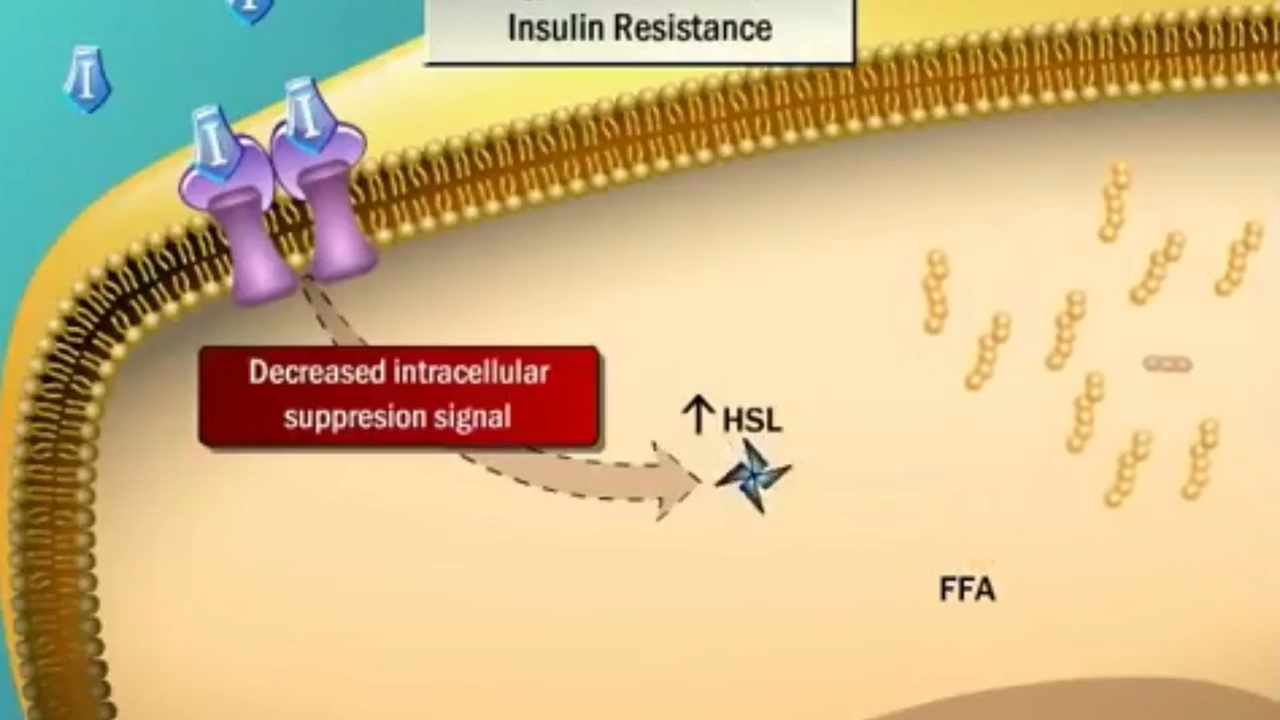 Insulin Resistance
I
I
I
I
Decreased intracellular
suppresion signal
↑ HSL
FFA